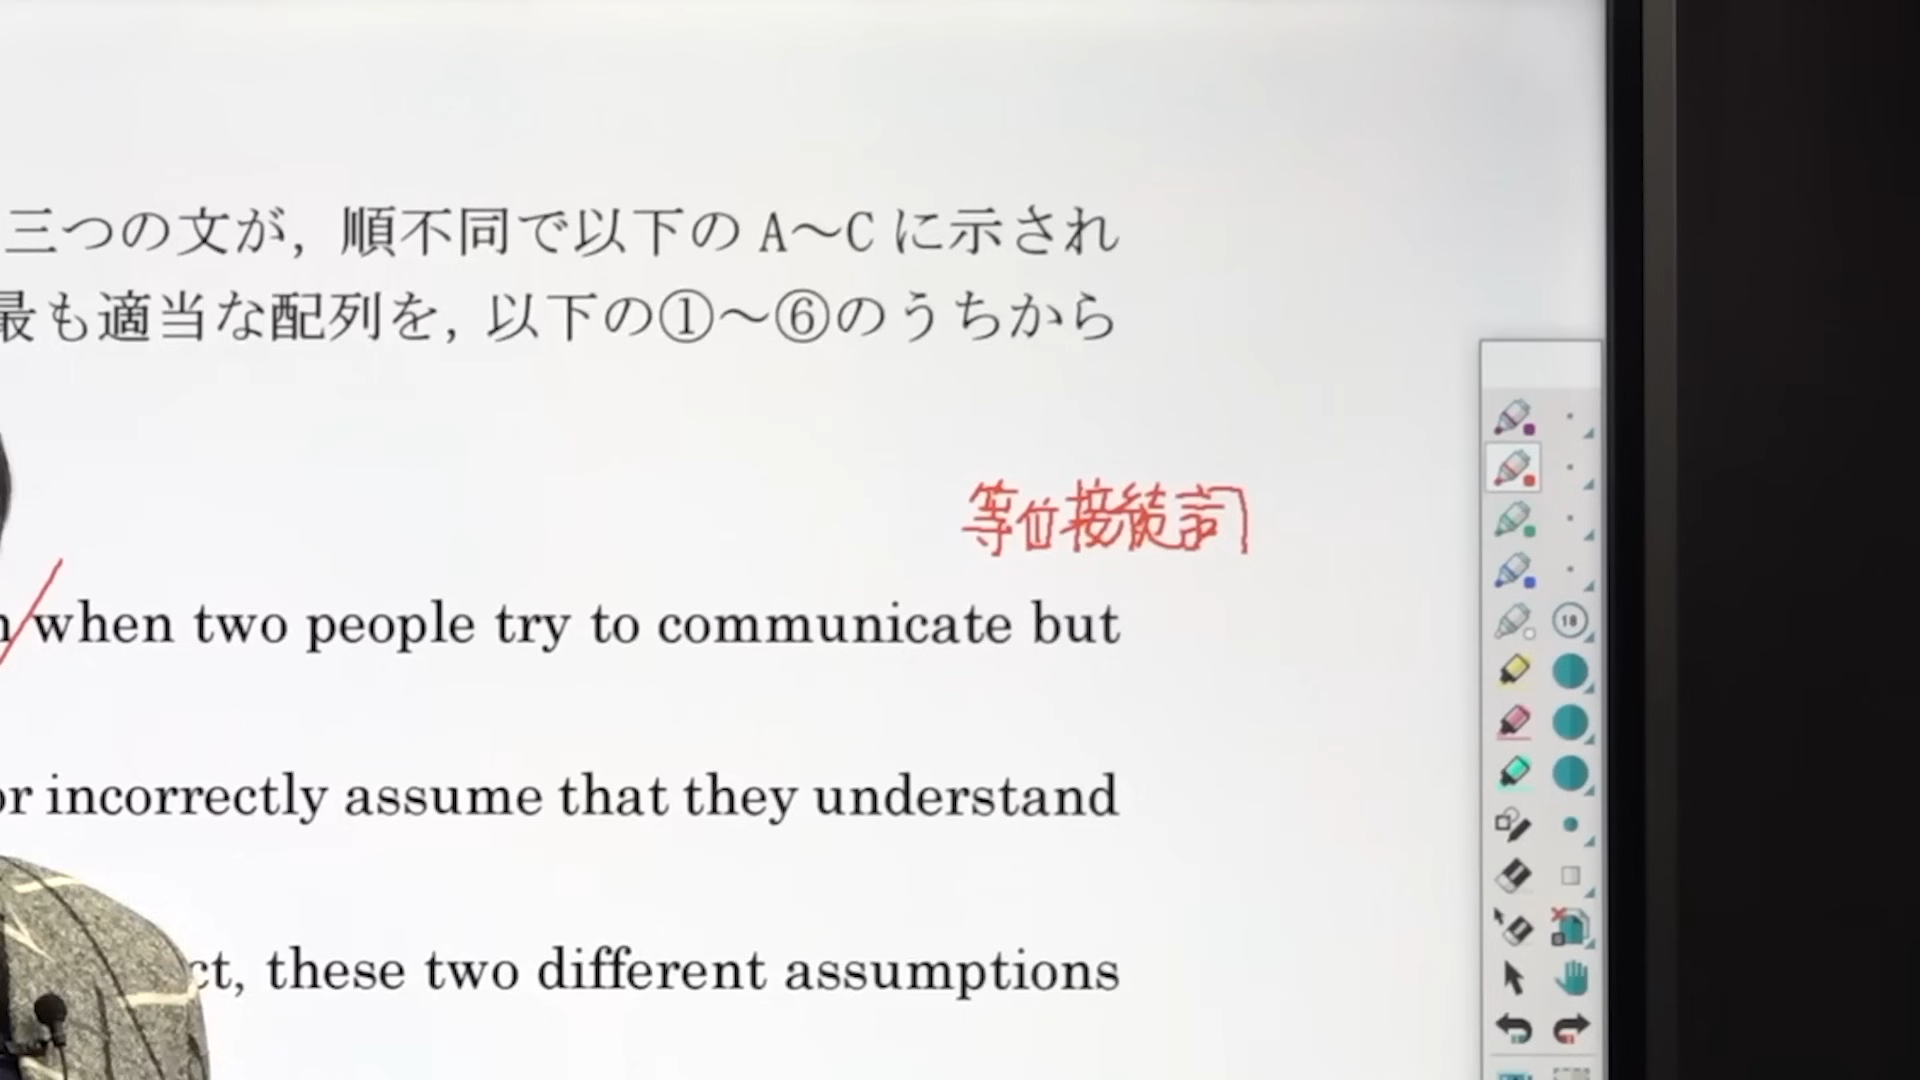 三つの文が, 順不同で以下の A～C に示され
最も適当な配列を, 以下の①～⑥のうちから
等位接続詞
when two people try to communicate but
or incorrectly assume that they understand
these two different assumptions
18